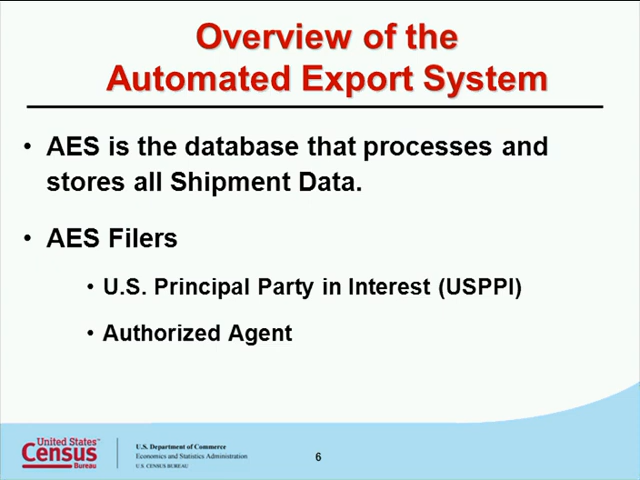 Overview of the
Automated Export System
• AES is the database that processes and
stores all Shipment Data.
• AES Filers
• U.S. Principal Party in Interest (USPPI)
• Authorized Agent
United States™
Census
Bureau
U.S. Department of Commerce
Economics and Statistics Administration
U.S. CENSUS BUREAU
6